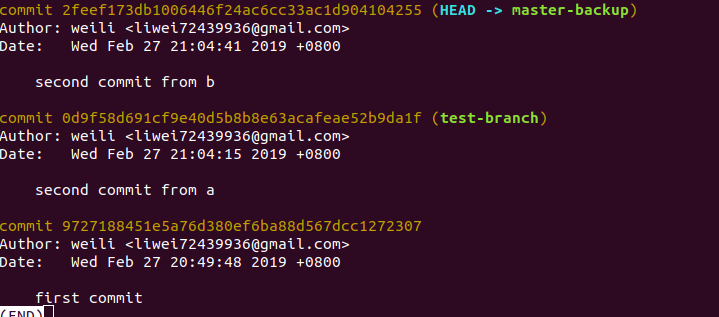 commit 2feef173db1006446f24ac6cc33ac1d904104255 (HEAD -> master-backup)
Author: weili <liwei72439936@gmail.com>
Date:   Wed Feb 27 21:04:41 2019 +0800
second commit from b
commit 0d9f58d691cf9e40d5b8b8e63acafeae52b9da1f (test-branch)
Author: weili <liwei72439936@gmail.com>
Date:   Wed Feb 27 21:04:15 2019 +0800
second commit from a
commit 9727188451e5a76d380ef6ba88d567dcc1272307
Author: weili <liwei72439936@gmail.com>
Date:   Wed Feb 27 20:49:48 2019 +0800
first commit
(END)